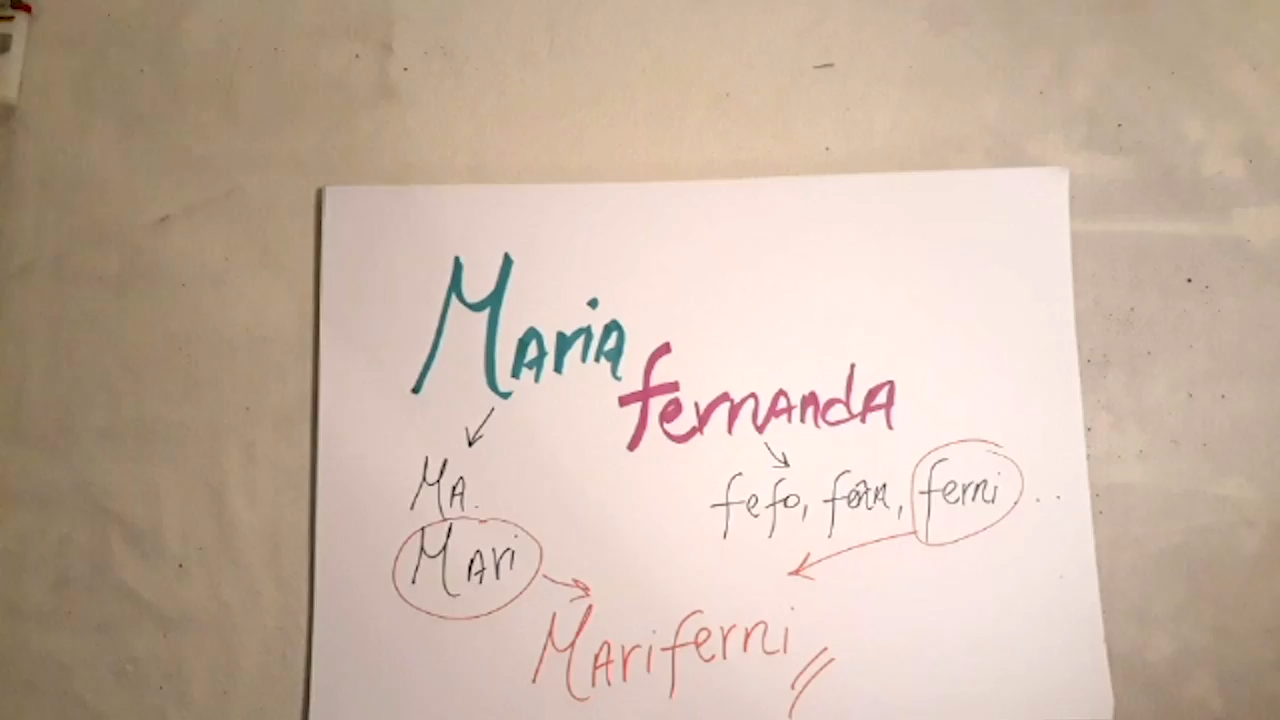 Maria
fernanda
MA.
Mari
fefo, fern, ferni ...
Mariferni